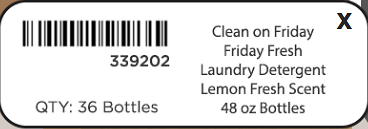 X
339202
QTY: 36 Bottles
Clean on Friday
Friday Fresh
Laundry Detergent
Lemon Fresh Scent
48 oz Bottles